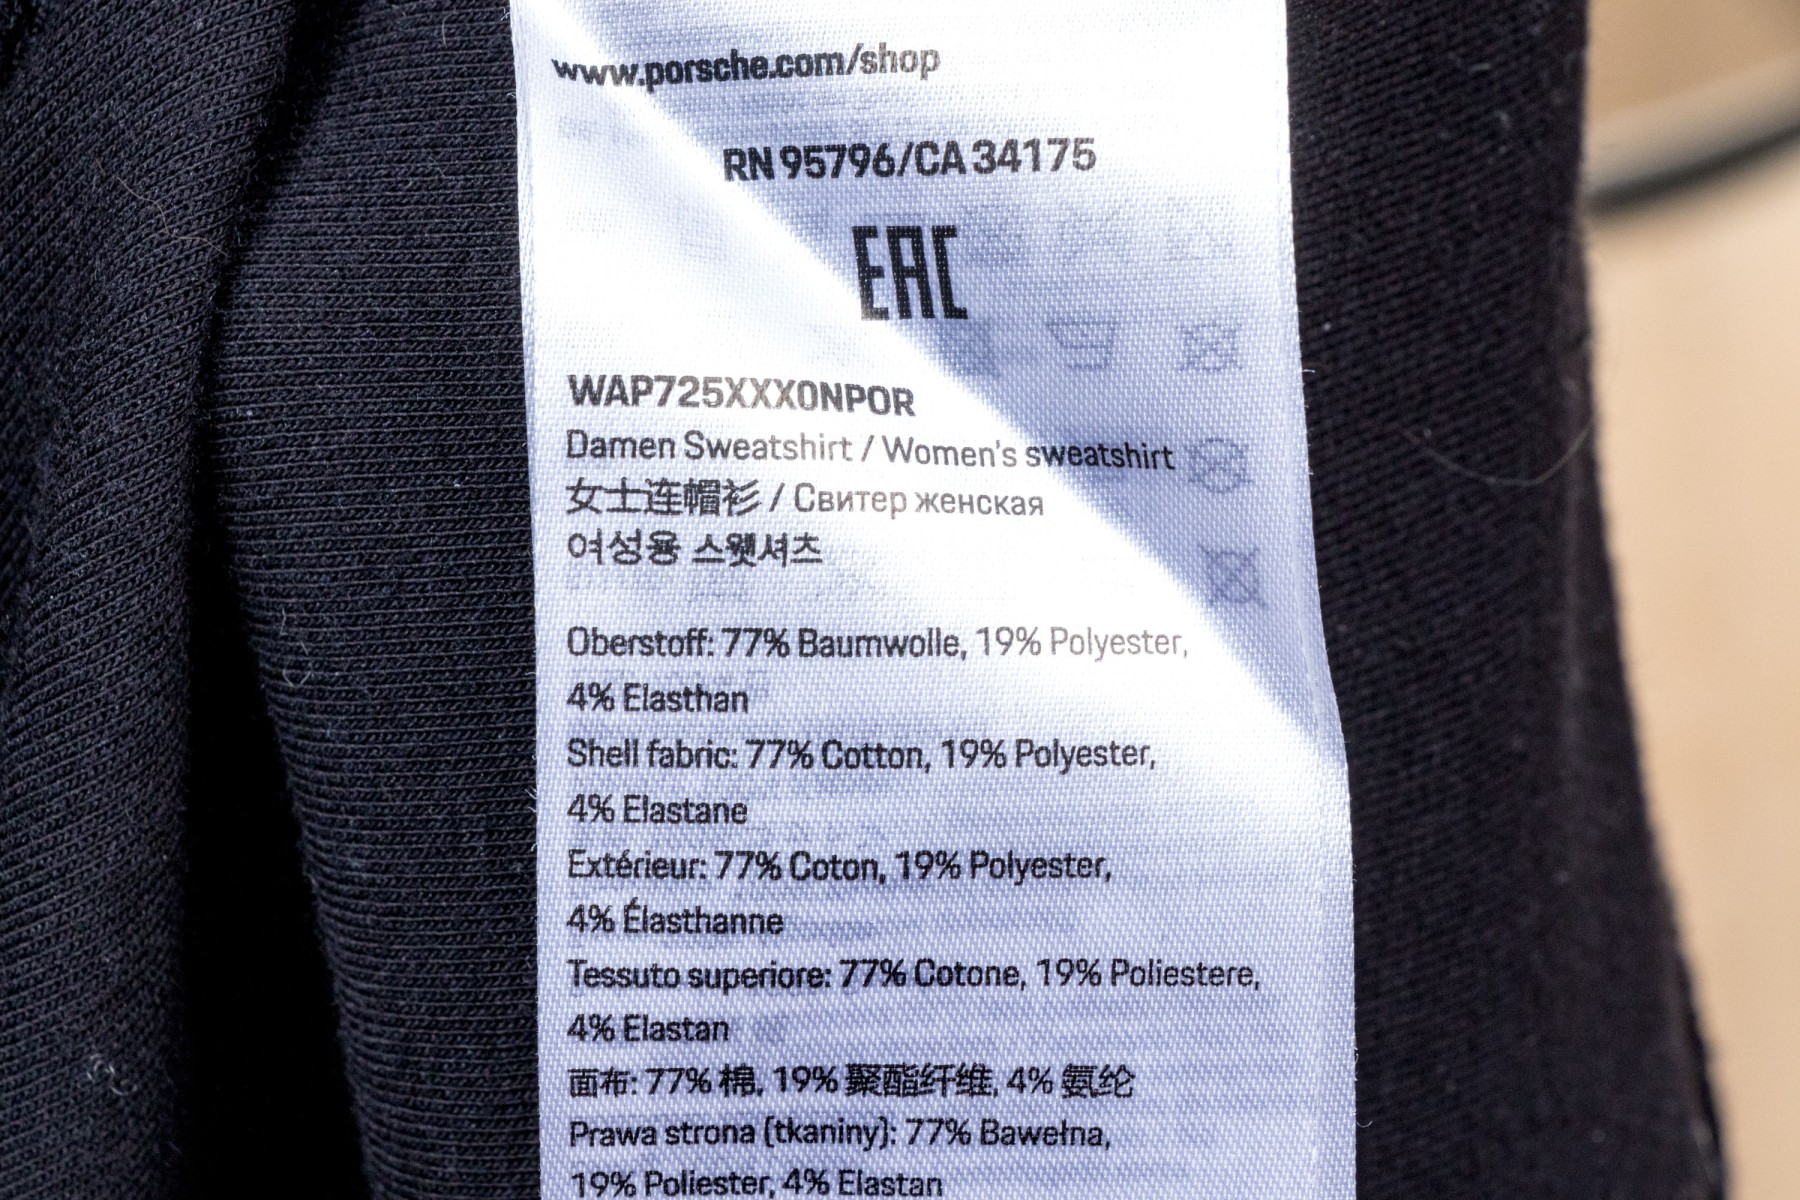 www.porsche.com/shop
RN 95796/CA 34175
EAC
WAP725XXX0NPOR
Damen Sweatshirt / Women's sweatshirt
女士连帽衫 / Свитер женская
여성용 스웻셔츠
Oberstoff: 77% Baumwolle, 19% Polyester,
4% Elasthan
Shell fabric: 77% Cotton, 19% Polyester,
4% Elastane
Extérieur: 77% Coton, 19% Polyester,
4% Élasthanne
Tessuto superiore: 77% Cotone, 19% Poliestere,
4% Elastan
面布: 77% 棉, 19% 聚酯纤维, 4% 氨纶
Prawa strona (tkaniny): 77% Bawełna,
19% Poliester, 4% Elastan